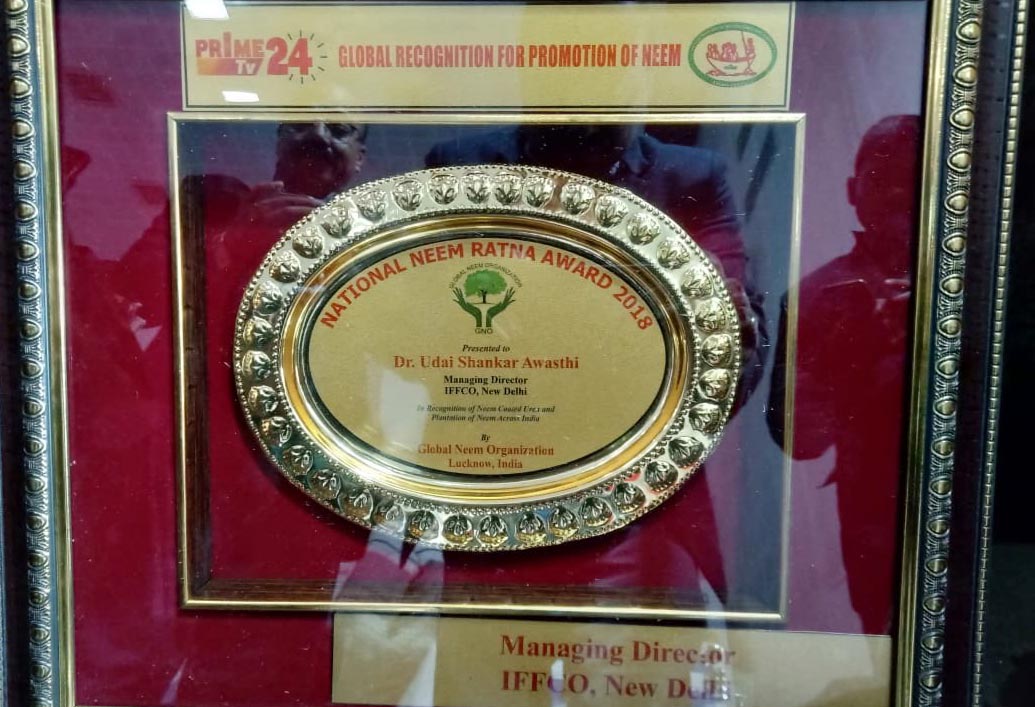 PRIME TV 24
GLOBAL RECOGNITION FOR PROMOTION OF NEEM
NATIONAL NEEM RATNA AWARD 2018
GLOBAL NEEM ORGANIZATION
GNO
Presented to
Dr. Udai Shankar Awasthi
Managing Director
IFFCO, New Delhi
In Recognition of Neem Coated Urea and
Plantation of Neem Across India
By
Global Neem Organization
Lucknow, India
Managing Director
IFFCO, New Delhi